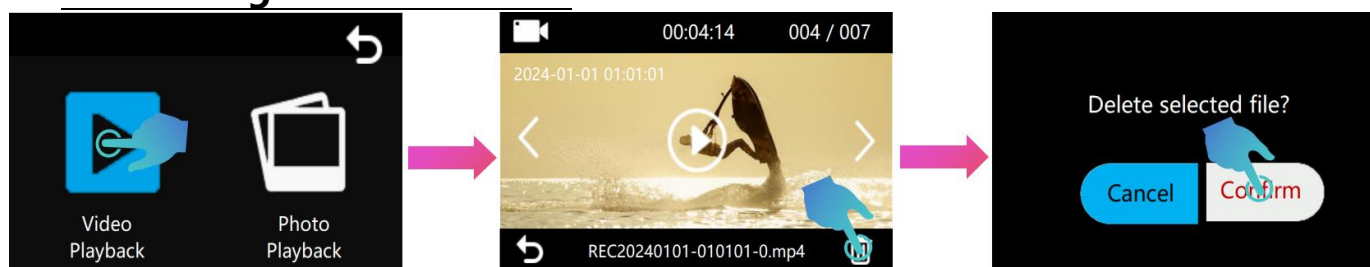 Video
Playback
Photo
Playback
00:04:14
004 / 007
2024-01-01 01:01:01
REC20240101-010101-0.mp4
Delete selected file?
Cancel
Confirm